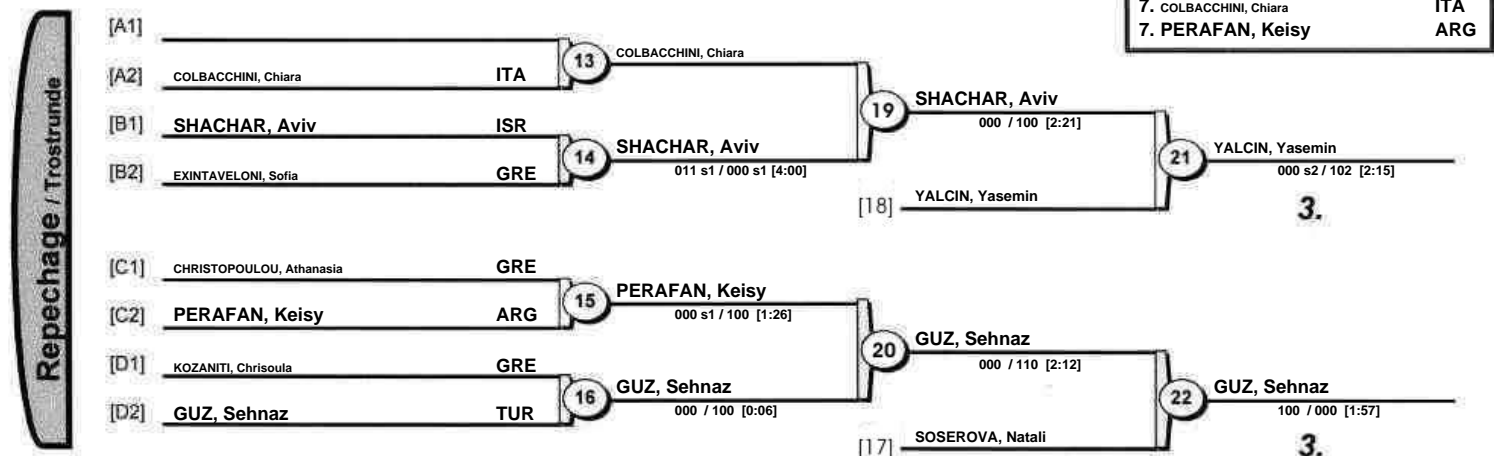 7. COLBACCHINI, Chiara ITA
7. PERAFAN, Keisy ARG
Repechage / Trostrunde
[A1]
[A2] COLBACCHINI, Chiara ITA
13 COLBACCHINI, Chiara
[B1] SHACHAR, Aviv ISR
[B2] EXINTAVELONI, Sofia GRE
14 SHACHAR, Aviv
011 s1 / 000 s1 [4:00]
19 SHACHAR, Aviv
000 / 100 [2:21]
[18] YALCIN, Yasemin
21 YALCIN, Yasemin
000 s2 / 102 [2:15]
3.
[C1] CHRISTOPOULOU, Athanasia GRE
[C2] PERAFAN, Keisy ARG
15 PERAFAN, Keisy
000 s1 / 100 [1:26]
[D1] KOZANITI, Chrisoula GRE
[D2] GUZ, Sehnaz TUR
16 GUZ, Sehnaz
000 / 100 [0:06]
20 GUZ, Sehnaz
000 / 110 [2:12]
[17] SOSEROVA, Natali
22 GUZ, Sehnaz
100 / 000 [1:57]
3.